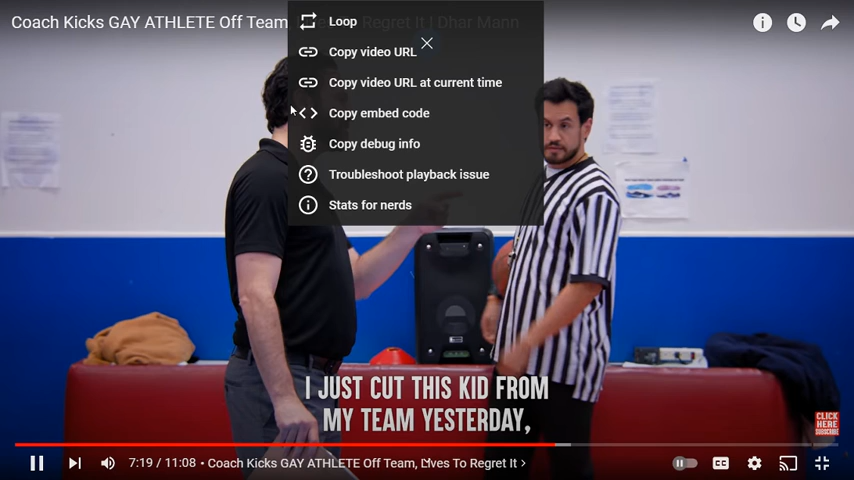 Coach Kicks GAY ATHLETE Off Team, Lives To Regret It | Dhar Mann
Loop
Copy video URL
Copy video URL at current time
Copy embed code
Copy debug info
Troubleshoot playback issue
Stats for nerds
I JUST CUT THIS KID FROM
MY TEAM YESTERDAY,
CLICK
HERE
SUBSCRIBE
7:19 / 11:08 • Coach Kicks GAY ATHLETE Off Team, Lives To Regret It
CC